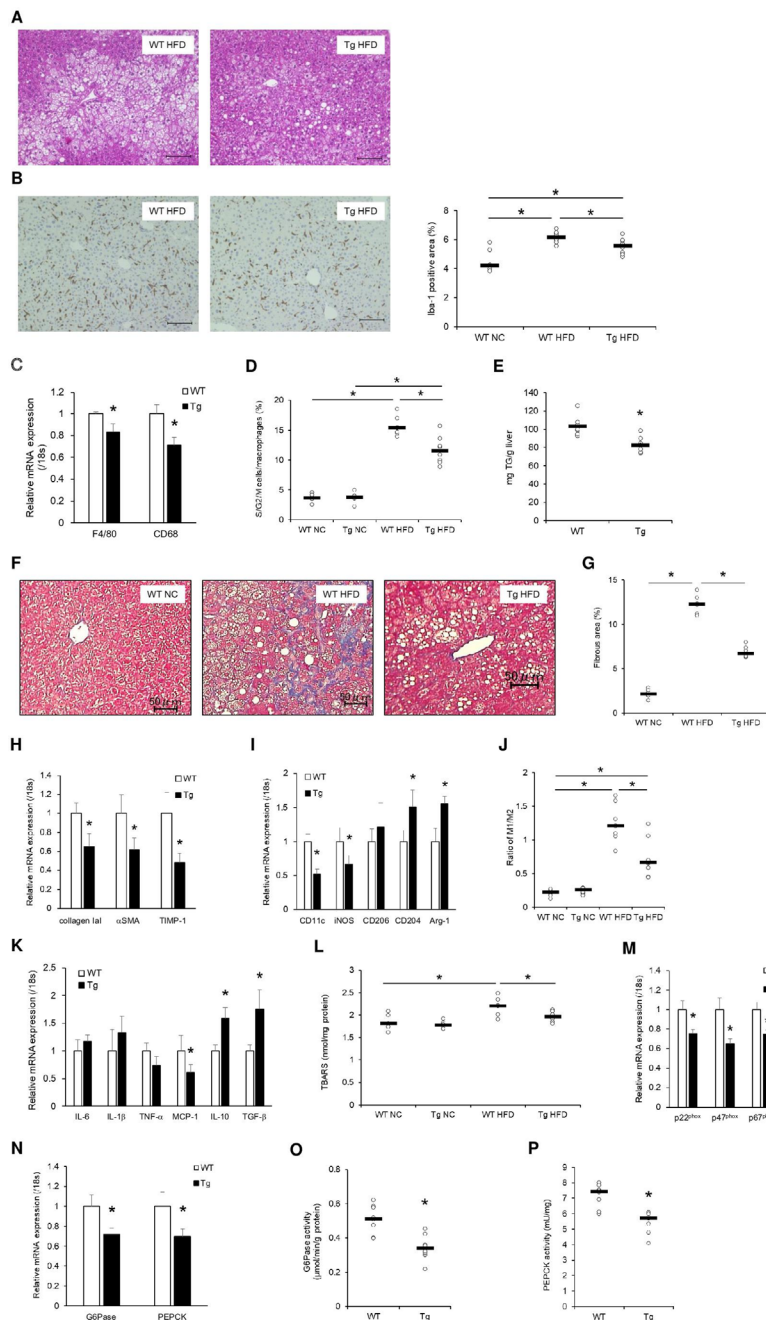 A
WT HFD
Tg HFD
B
WT HFD
Tg HFD
Iba-1 positive area (%)
8
6
4
2
0
*
*
*
WT NC
WT HFD
Tg HFD
C
Relative mRNA expression
(/18s)
1.2
1
0.8
0.6
0.4
0.2
0
WT
Tg
*
*
F4/80
CD68
D
S/G2/M cells/macrophages (%)
20
15
10
5
0
*
*
*
WT NC
Tg NC
WT HFD
Tg HFD
E
mg TG/g liver
140
120
100
80
60
40
20
0
*
WT
Tg
F
WT NC
50μm
WT HFD
50μm
Tg HFD
50μm
G
Fibrous area (%)
15
10
5
0
*
*
WT NC
WT HFD
Tg HFD
H
Relative mRNA expression (/18s)
1.4
1.2
1
0.8
0.6
0.4
0.2
0
WT
Tg
*
*
*
collagen IaI
αSMA
TIMP-1
I
Relative mRNA expression (/18s)
2
1.5
1
0.5
0
WT
Tg
*
*
*
*
CD11c
iNOS
CD206
CD204
Arg-1
J
Ratio of M1/M2
2
1.5
1
0.5
0
*
*
*
WT NC
Tg NC
WT HFD
Tg HFD
K
Relative mRNA expression (/18s)
2.5
2
1.5
1
0.5
0
WT
Tg
*
*
*
IL-6
IL-1β
TNF-α
MCP-1
IL-10
TGF-β
L
TBARS (nmol/mg protein)
3
2.5
2
1.5
1
0.5
0
*
*
WT NC
Tg NC
WT HFD
Tg HFD
M
Relative mRNA expression (/18s)
1.4
1.2
1
0.8
0.6
0.4
0.2
0
*
*
p22phox
p47phox
N
Relative mRNA expression (/18s)
1.4
1.2
1
0.8
0.6
0.4
0.2
0
WT
Tg
*
*
G6Pase
PEPCK
O
G6Pase activity
(μmol/min/g protein)
0.8
0.6
0.4
0.2
0
*
WT
Tg
P
PEPCK activity (mU/mg)
9
8
7
6
5
4
3
2
1
0
*
WT
Tg